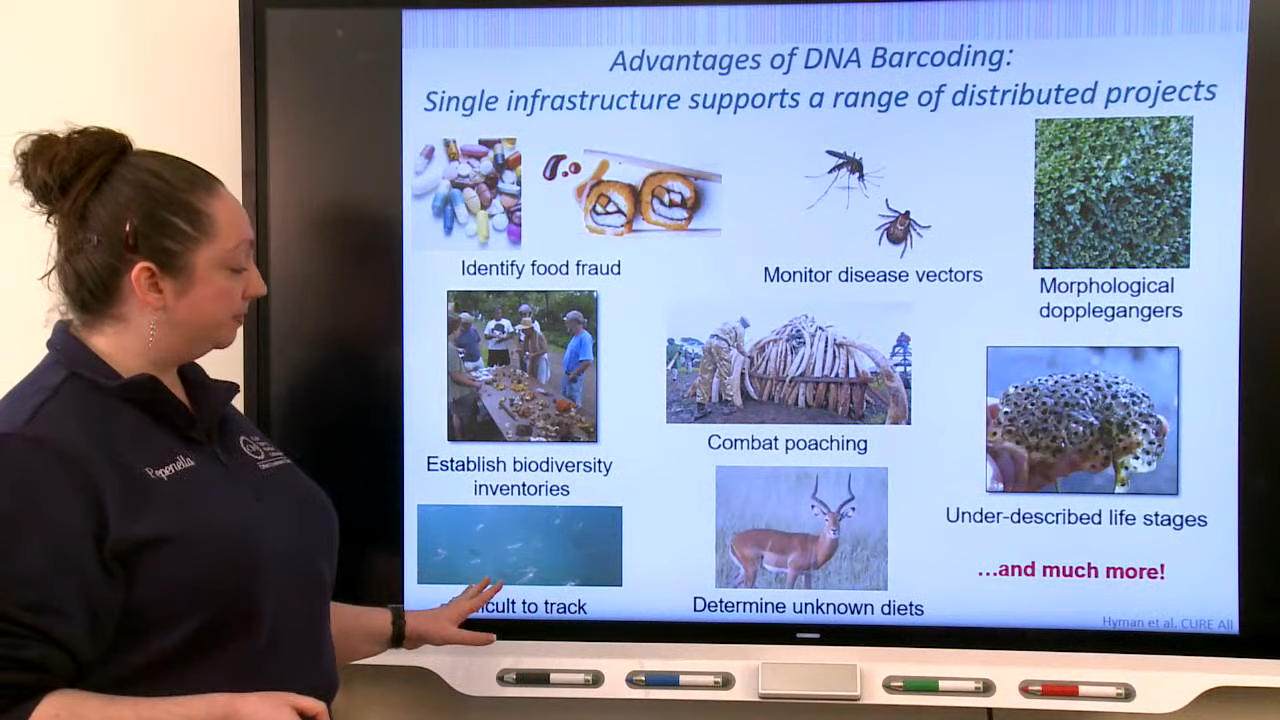 Advantages of DNA Barcoding:
Single infrastructure supports a range of distributed projects
Identify food fraud
Monitor disease vectors
Morphological
dopplegangers
Establish biodiversity
inventories
Combat poaching
Under-described life stages
cult to track
Determine unknown diets
...and much more!
Hyman et al. CURE All
Pepenella